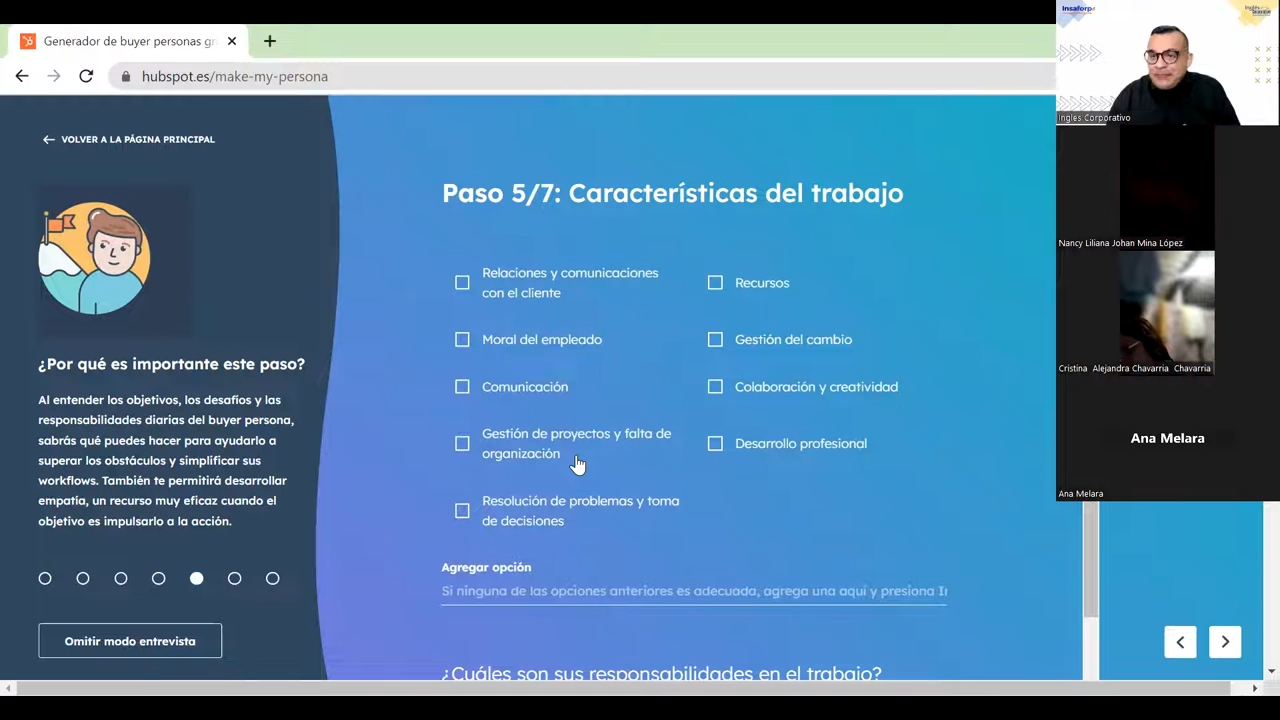 Generador de buyer personas gr
hubspot.es/make-my-persona
VOLVER A LA PÁGINA PRINCIPAL
¿Por qué es importante este paso?
Al entender los objetivos, los desafíos y las
responsabilidades diarias del buyer persona,
sabrás qué puedes hacer para ayudarlo a
superar los obstáculos y simplificar sus
workflows. También te permitirá desarrollar
empatía, un recurso muy eficaz cuando el
objetivo es impulsarlo a la acción.
Omitir modo entrevista
Paso 5/7: Características del trabajo
Relaciones y comunicaciones
con el cliente
Recursos
Moral del empleado
Gestión del cambio
Comunicación
Colaboración y creatividad
Gestión de proyectos y falta de
organización
Desarrollo profesional
Resolución de problemas y toma
de decisiones
Agregar opción
Si ninguna de las opciones anteriores es adecuada, agrega una aquí y presiona
¿Cuáles son sus responsabilidades en el trabajo?
Insaforp
Ingles Corporativo
Nancy Liliana Johan Mina López
Cristina Alejandra Chavarria Chavarria
Ana Melara
Ana Melara